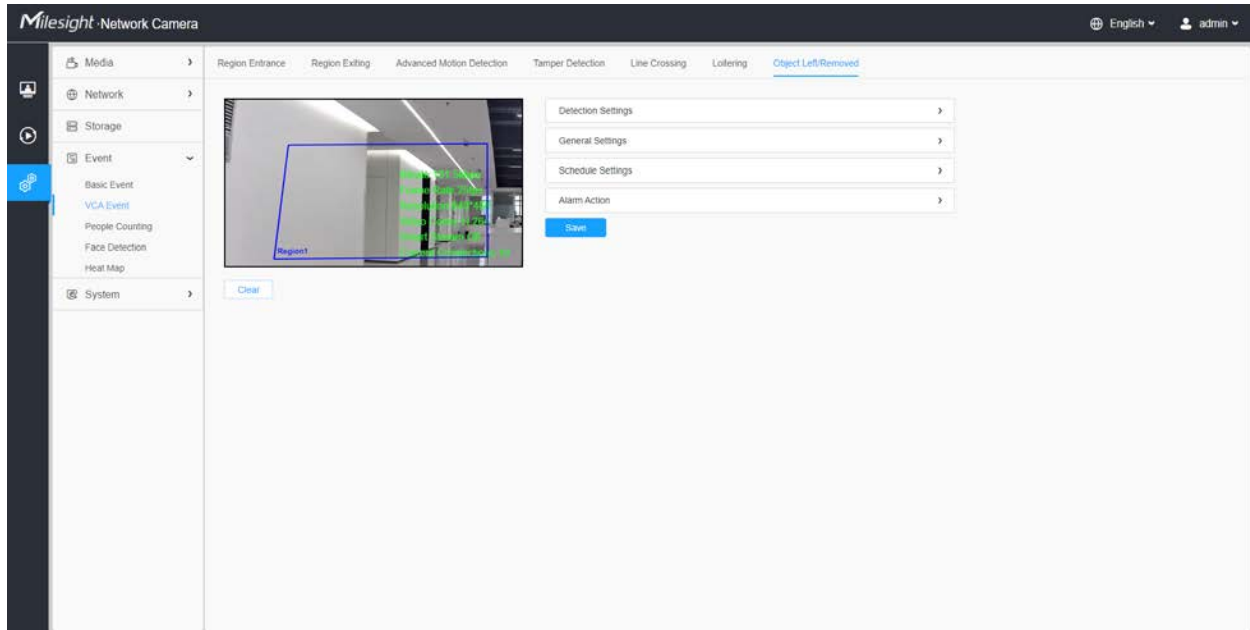 Milesight ·Network Camera
English
admin
Media
Network
Storage
Event
Basic Event
VCA Event
People Counting
Face Detection
Heat Map
System
Region Entrance
Region Exiting
Advanced Motion Detection
Tamper Detection
Line Crossing
Loitering
Object Left/Removed
Region1
Clear
Detection Settings
General Settings
Schedule Settings
Alarm Action
Save